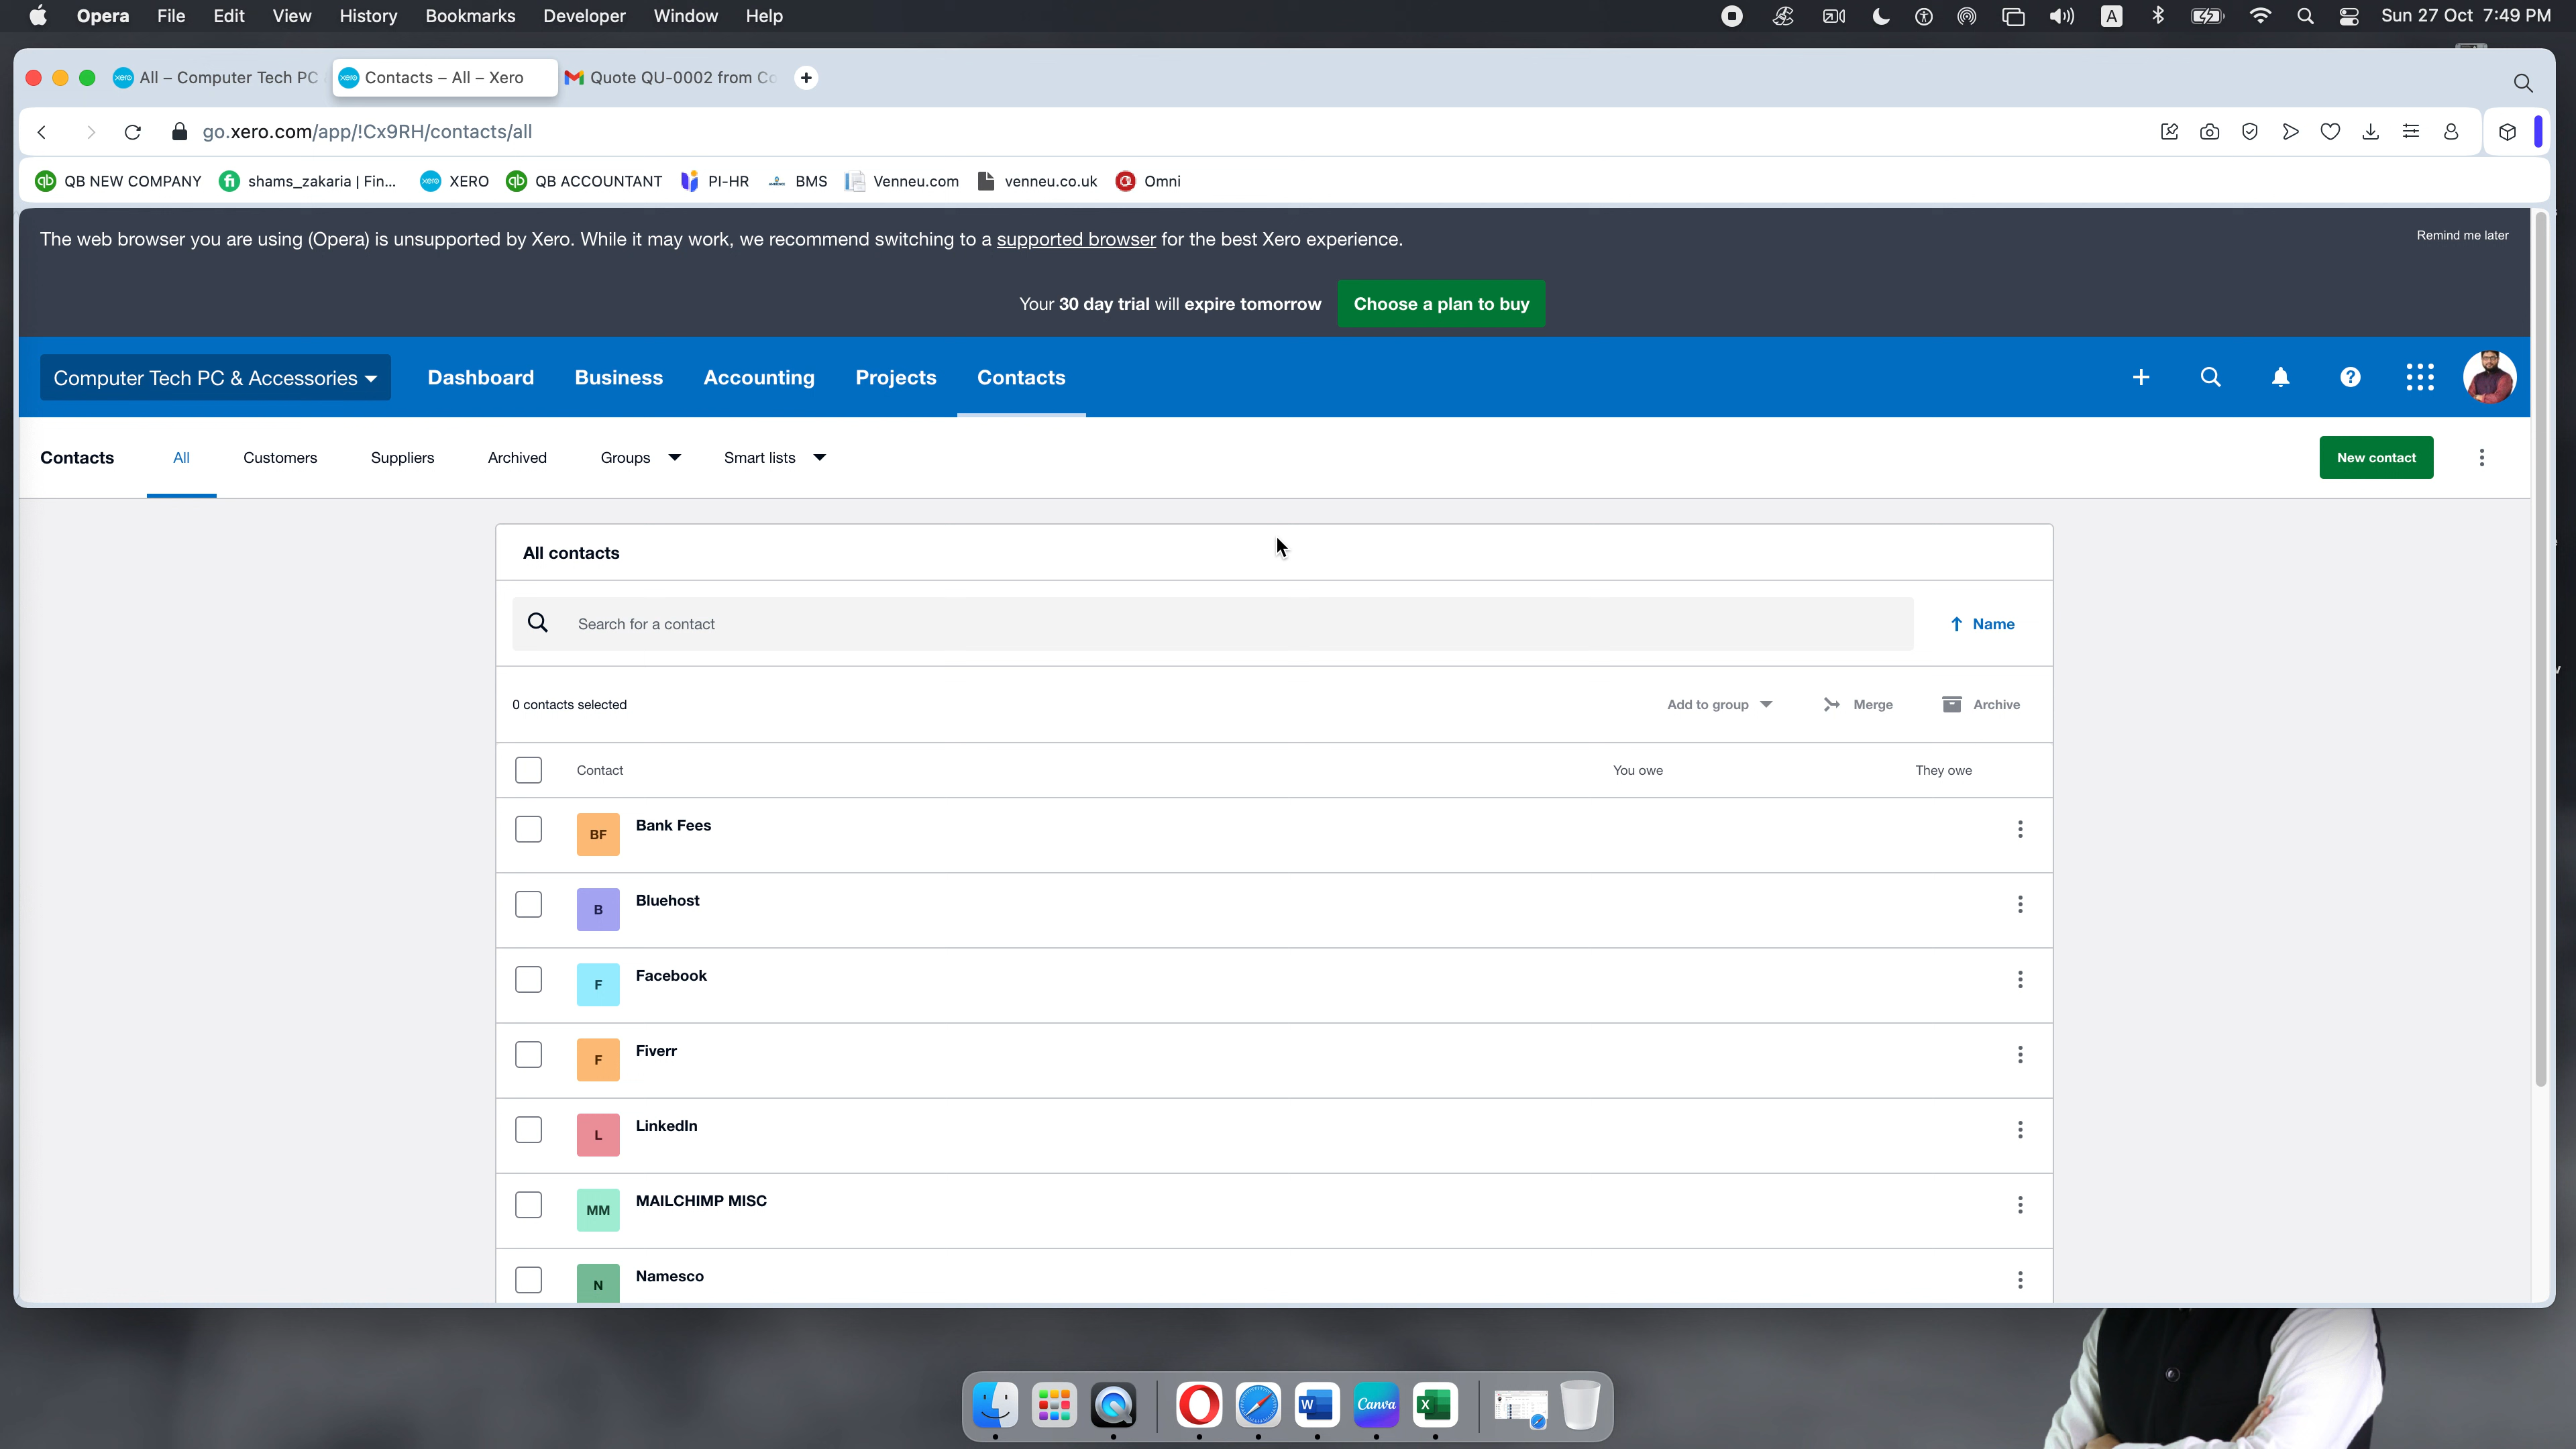 Opera File Edit View History Bookmarks Developer Window Help
A Sun 27 Oct 7:49 PM
xero All – Computer Tech PC xero Contacts – All – Xero Quote QU-0002 from Co
go.xero.com/app/!Cx9RH/contacts/all
qb QB NEW COMPANY fi shams_zakaria | Fin... xero XERO qb QB ACCOUNTANT PI-HR BMS Venneu.com venneu.co.uk Omni
The web browser you are using (Opera) is unsupported by Xero. While it may work, we recommend switching to a supported browser for the best Xero experience. Remind me later
Your 30 day trial will expire tomorrow Choose a plan to buy
Computer Tech PC & Accessories Dashboard Business Accounting Projects Contacts
Contacts All Customers Suppliers Archived Groups Smart lists New contact
All contacts
Search for a contact Name
0 contacts selected Add to group Merge Archive
Contact You owe They owe
BF Bank Fees
B Bluehost
F Facebook
F Fiverr
L LinkedIn
MM MAILCHIMP MISC
N Namesco
W Canva X